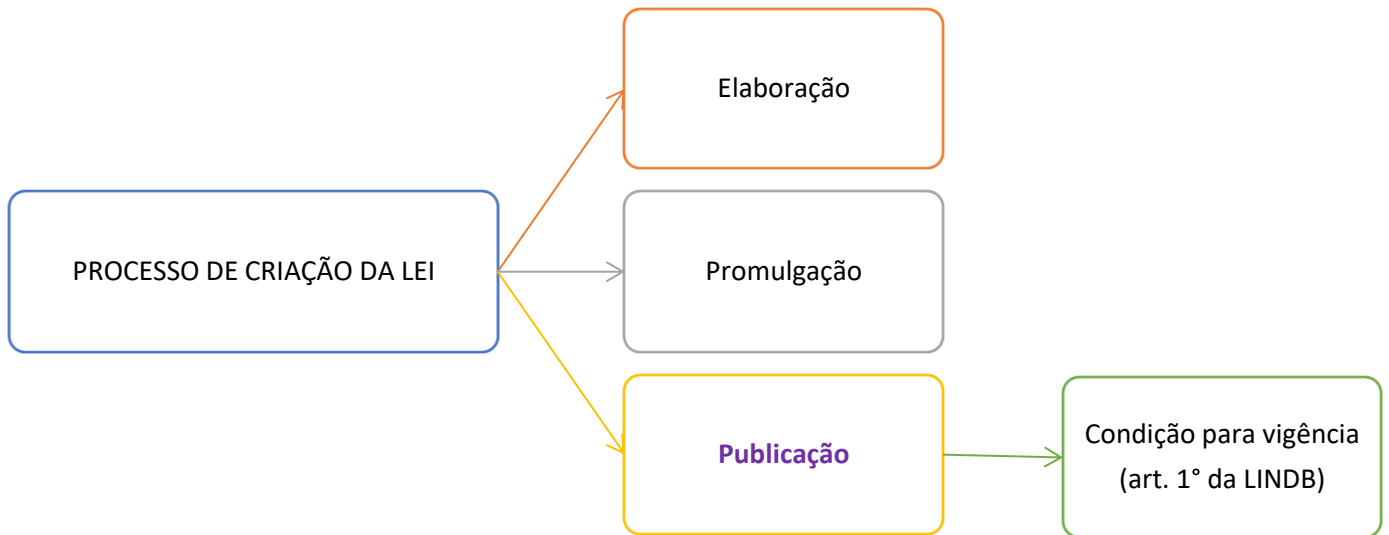 Elaboração
PROCESSO DE CRIAÇÃO DA LEI
Promulgação
Publicação
Condição para vigência
(art. 1° da LINDB)